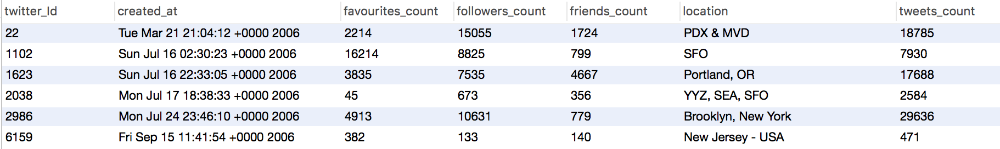 twitter_Id created_at favourites_count followers_count friends_count location tweets_count
22 Tue Mar 21 21:04:12 +0000 2006 2214 15055 1724 PDX & MVD 18785
1102 Sun Jul 16 02:30:23 +0000 2006 16214 8825 799 SFO 7930
1623 Sun Jul 16 22:33:05 +0000 2006 3835 7535 4667 Portland, OR 17688
2038 Mon Jul 17 18:38:33 +0000 2006 45 673 356 YYZ, SEA, SFO 2584
2986 Mon Jul 24 23:46:10 +0000 2006 4913 10631 779 Brooklyn, New York 29636
6159 Fri Sep 15 11:41:54 +0000 2006 382 133 140 New Jersey - USA 471